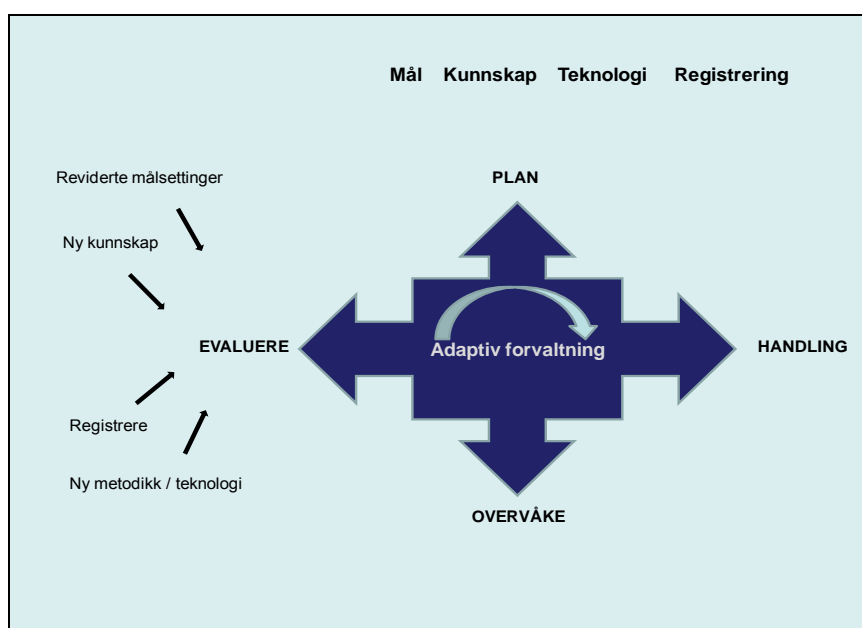 Mål Kunnskap Teknologi Registrering
Reviderte målsettinger
PLAN
Ny kunnskap
EVALUERE
Adaptiv forvaltning
HANDLING
Registrere
Ny metodikk / teknologi
OVERVÅKE